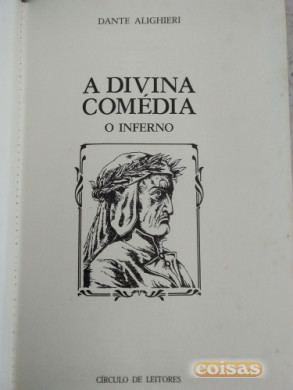 DANTE ALIGHIERI
A DIVINA
COMÉDIA
O INFERNO
CÍRCULO DE LEITORES
coisas